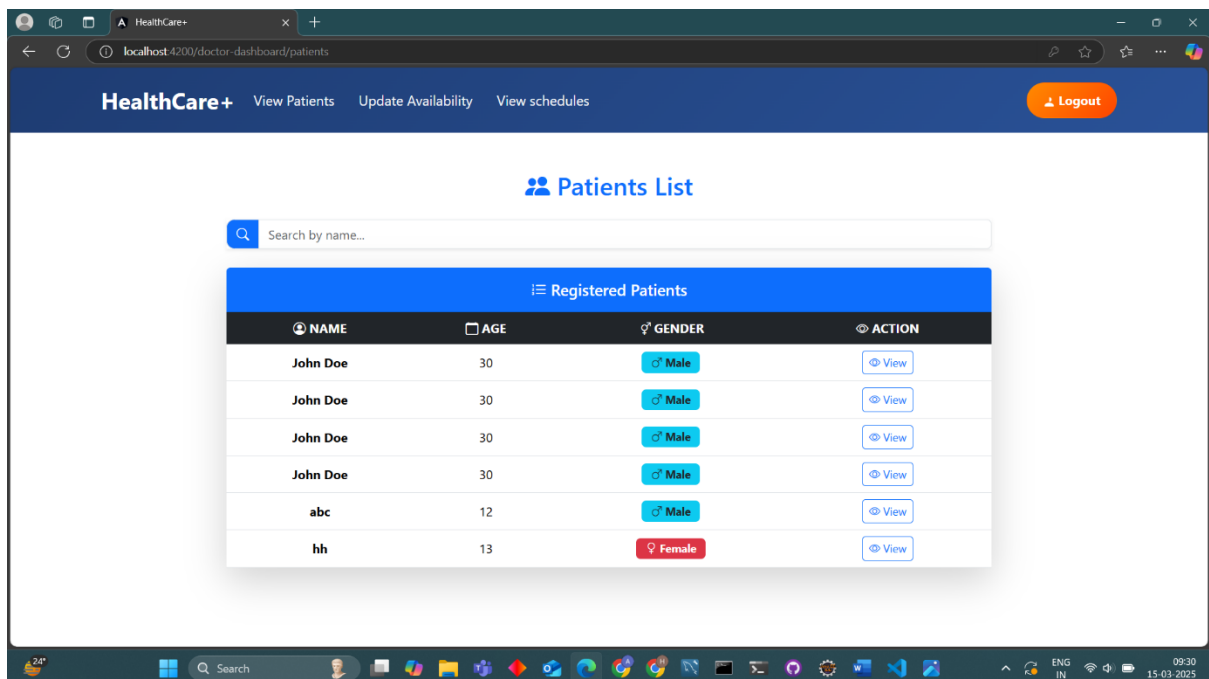 HealthCare+
localhost:4200/doctor-dashboard/patients
HealthCare+ View Patients Update Availability View schedules Logout
Patients List
Search by name...
Registered Patients
NAME AGE GENDER ACTION
John Doe 30 Male View
John Doe 30 Male View
John Doe 30 Male View
John Doe 30 Male View
abc 12 Male View
hh 13 Female View
24° Search ENG 09:30
IN 15-03-2025